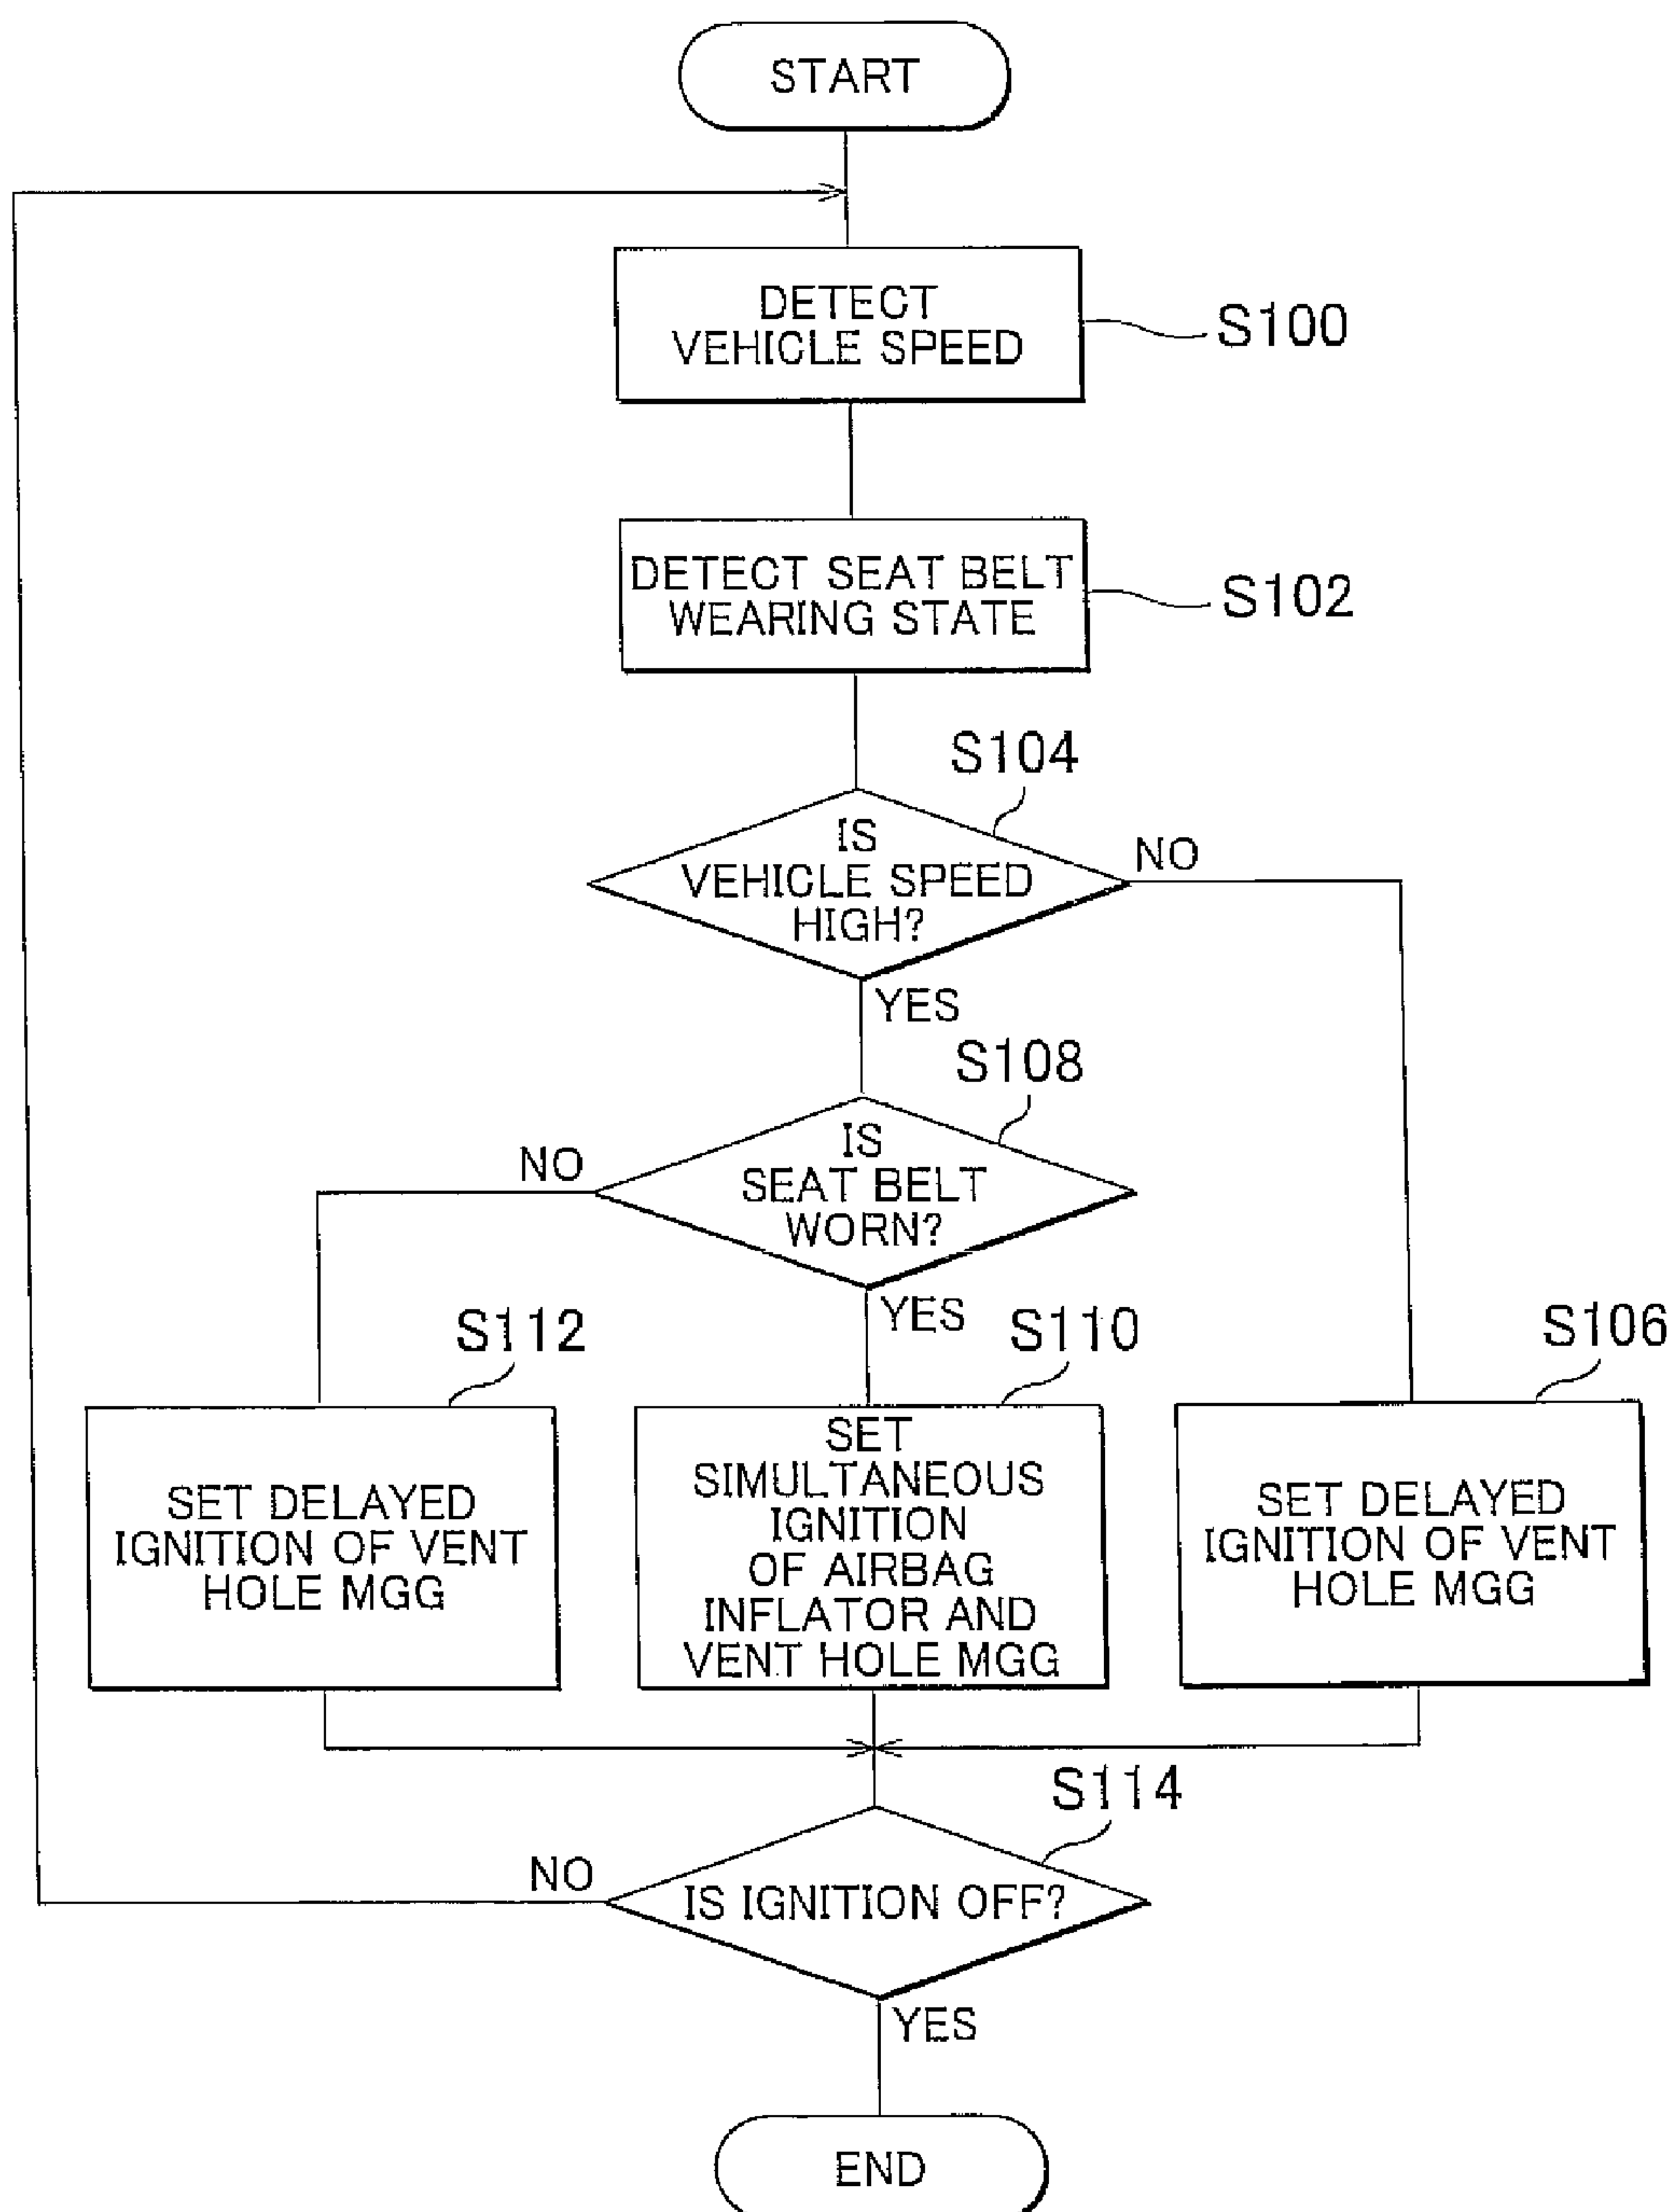 START
DETECT
VEHICLE SPEED
S100
DETECT SEAT BELT
WEARING STATE
S102
S104
IS
VEHICLE SPEED
HIGH?
NO
YES
S108
IS
SEAT BELT
WORN?
NO
YES
S112
SET DELAYED
IGNITION OF VENT
HOLE MGG
S110
SET
SIMULTANEOUS
IGNITION
OF AIRBAG
INFLATOR AND
VENT HOLE MGG
S106
SET DELAYED
IGNITION OF VENT
HOLE MGG
S114
IS IGNITION OFF?
NO
YES
END